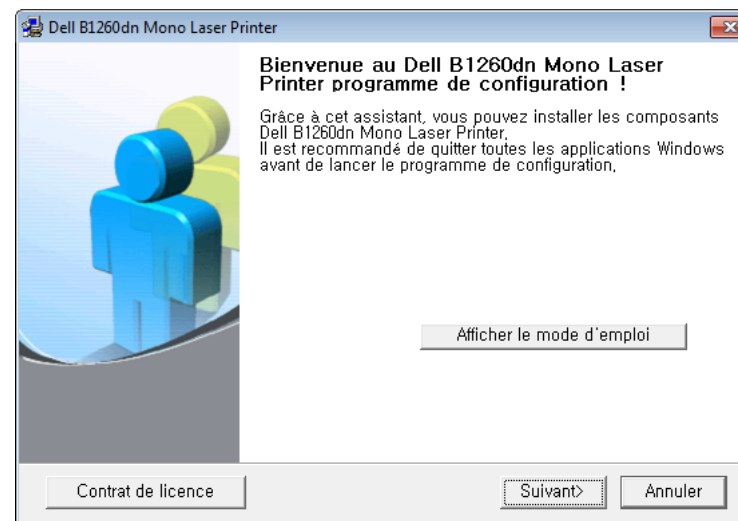 Dell B1260dn Mono Laser Printer
Bienvenue au Dell B1260dn Mono Laser
Printer programme de configuration !
Grâce à cet assistant, vous pouvez installer les composants
Dell B1260dn Mono Laser Printer,
Il est recommandé de quitter toutes les applications Windows
avant de lancer le programme de configuration,
Afficher le mode d'emploi
Contrat de licence
Suivant>
Annuler